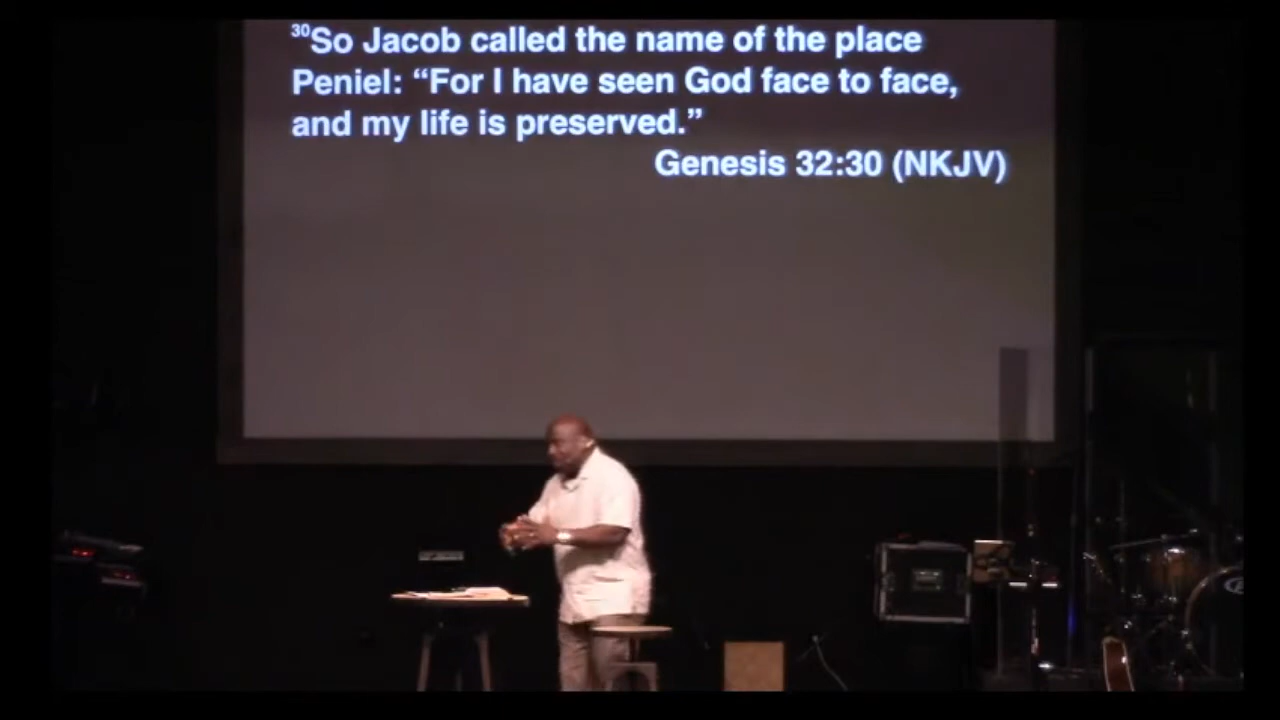 ³⁰So Jacob called the name of the place
Peniel: “For I have seen God face to face,
and my life is preserved.”
Genesis 32:30 (NKJV)